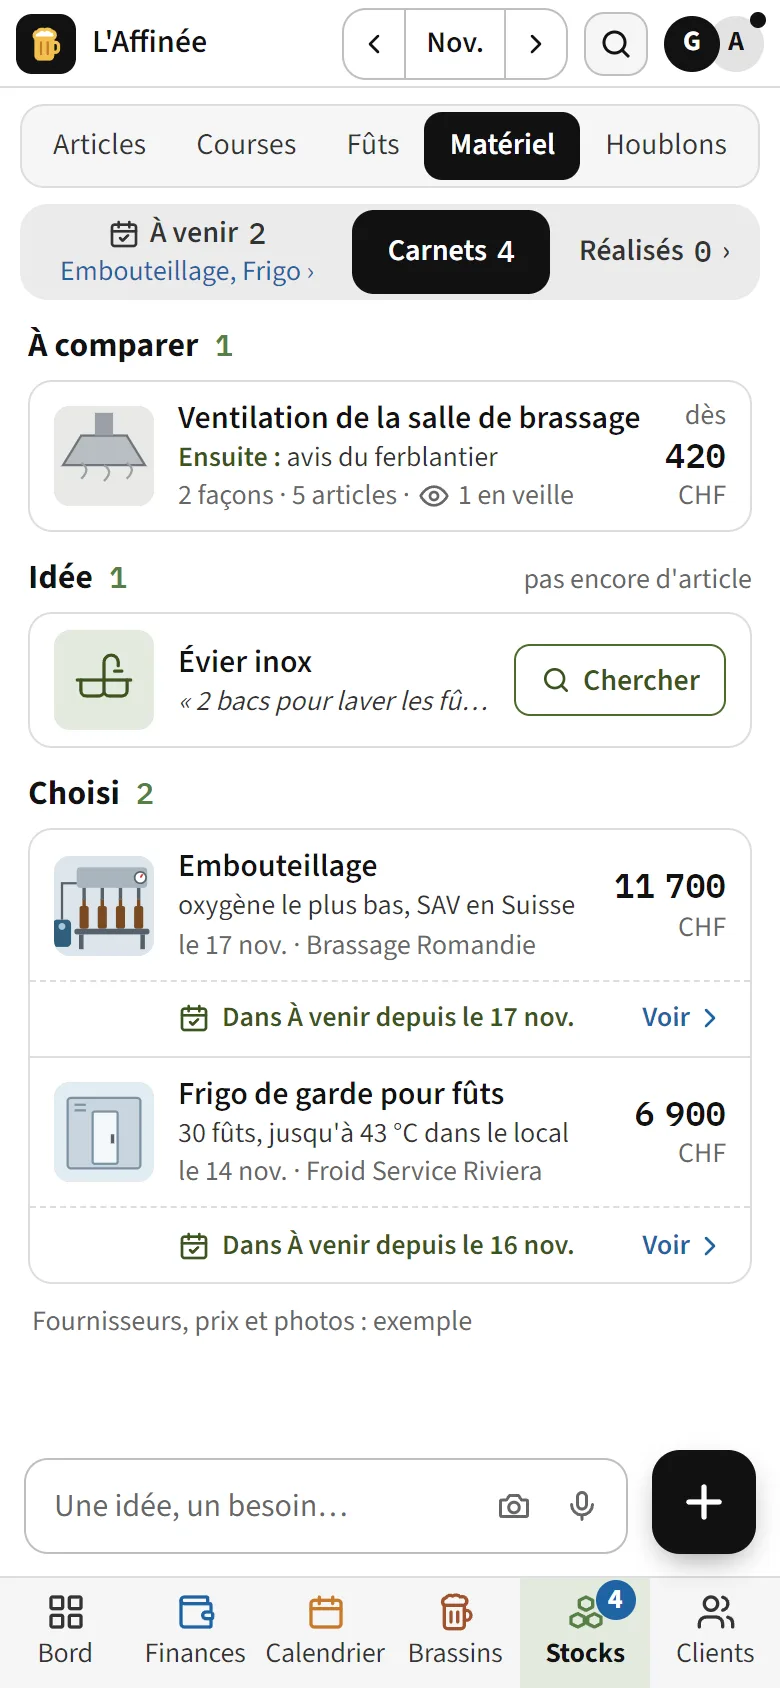 L'Affinée
Nov.
G
A
Articles
Courses
Fûts
Matériel
Houblons
À venir 2
Embouteillage, Frigo ›
Carnets 4
Réalisés 0 ›
À comparer 1
Ventilation de la salle de brassage
Ensuite : avis du ferblantier
2 façons · 5 articles · 1 en veille
dès
420
CHF
Idée 1
pas encore d'article
Évier inox
« 2 bacs pour laver les fû…
Chercher
Choisi 2
Embouteillage
oxygène le plus bas, SAV en Suisse
le 17 nov. · Brassage Romandie
11 700
CHF
Dans À venir depuis le 17 nov.
Voir
Frigo de garde pour fûts
30 fûts, jusqu'à 43 °C dans le local
le 14 nov. · Froid Service Riviera
6 900
CHF
Dans À venir depuis le 16 nov.
Voir
Fournisseurs, prix et photos : exemple
Une idée, un besoin…
Bord
Finances
Calendrier
Brassins
4
Stocks
Clients